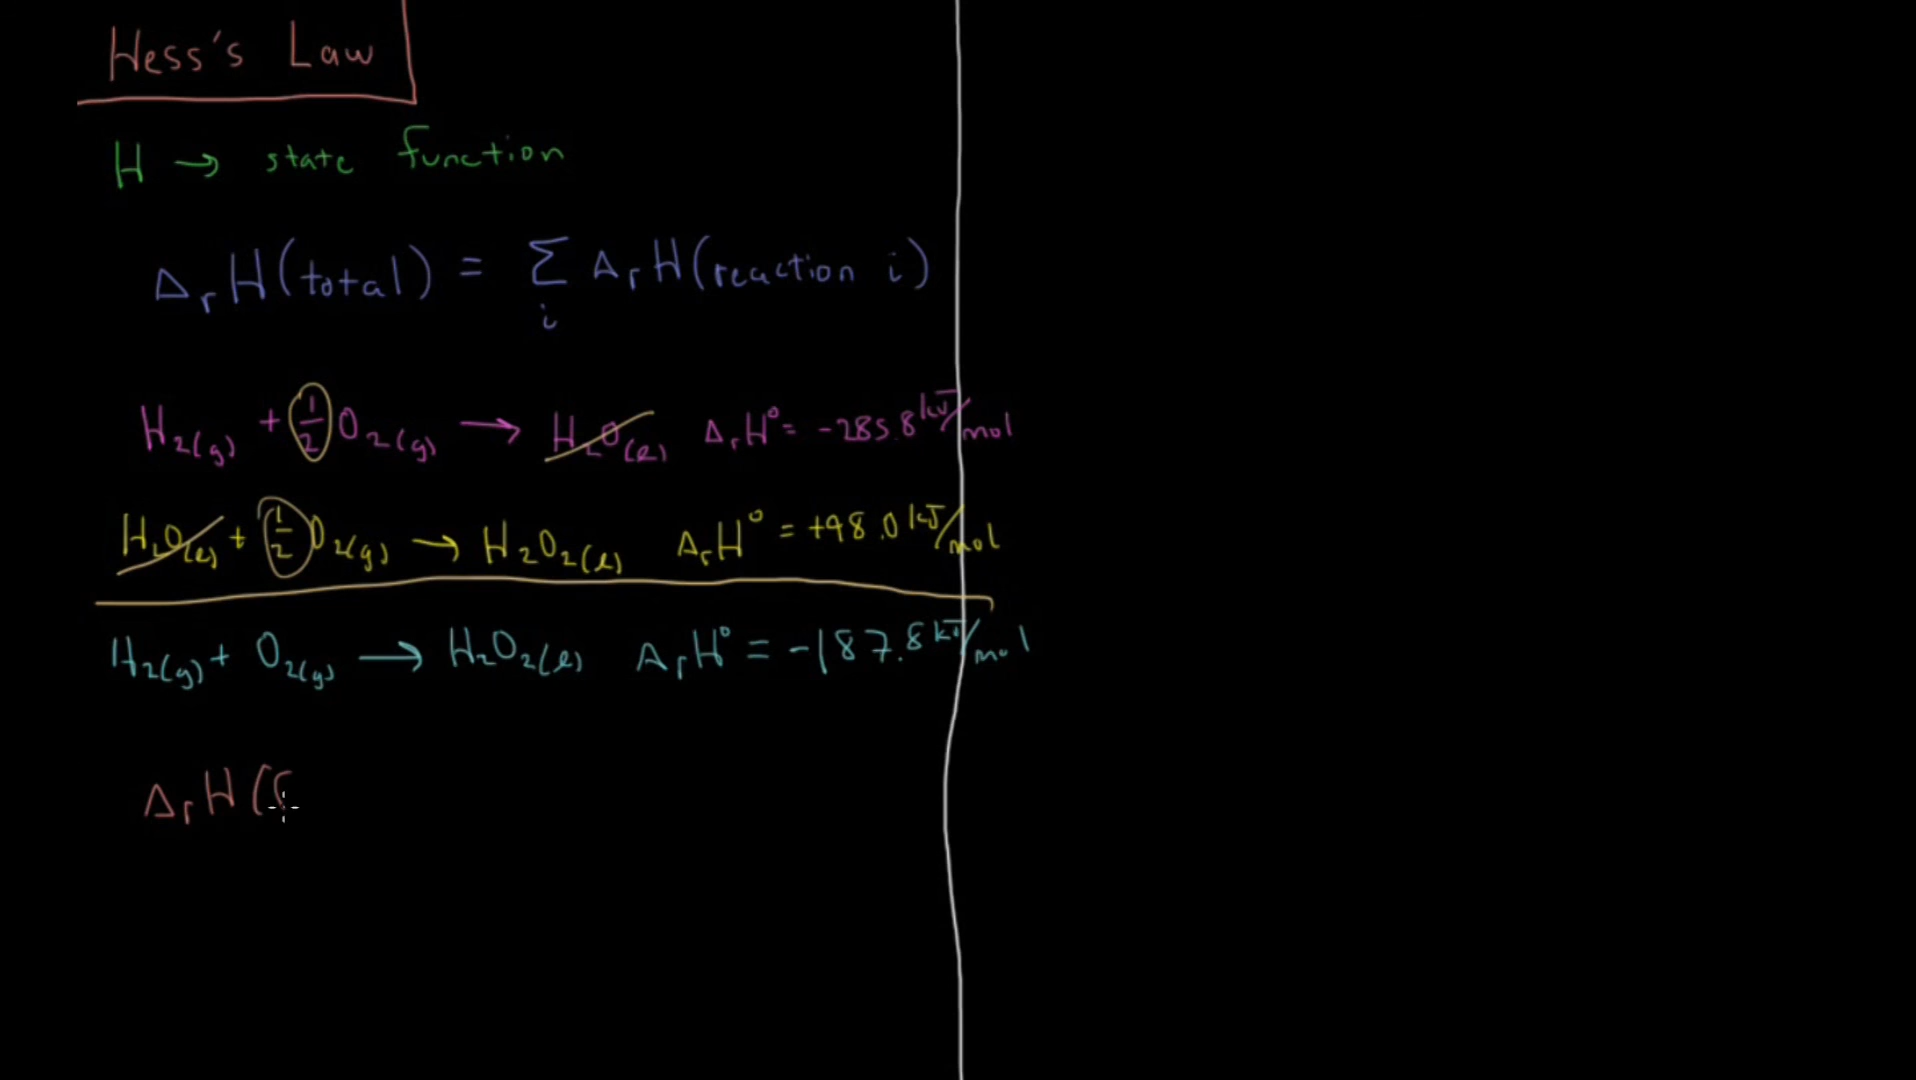 Hess's Law
H → state function
ΔrH(total) = Σi ΔrH(reaction i)
H2(g) + 1/2 O2(g) → H2O(l) ΔrH° = -285.8 kJ/mol
H2O(l) + 1/2 O2(g) → H2O2(l) ΔrH° = +98.0 kJ/mol
H2(g) + O2(g) → H2O2(l) ΔrH° = -187.8 kJ/mol
ΔrH(